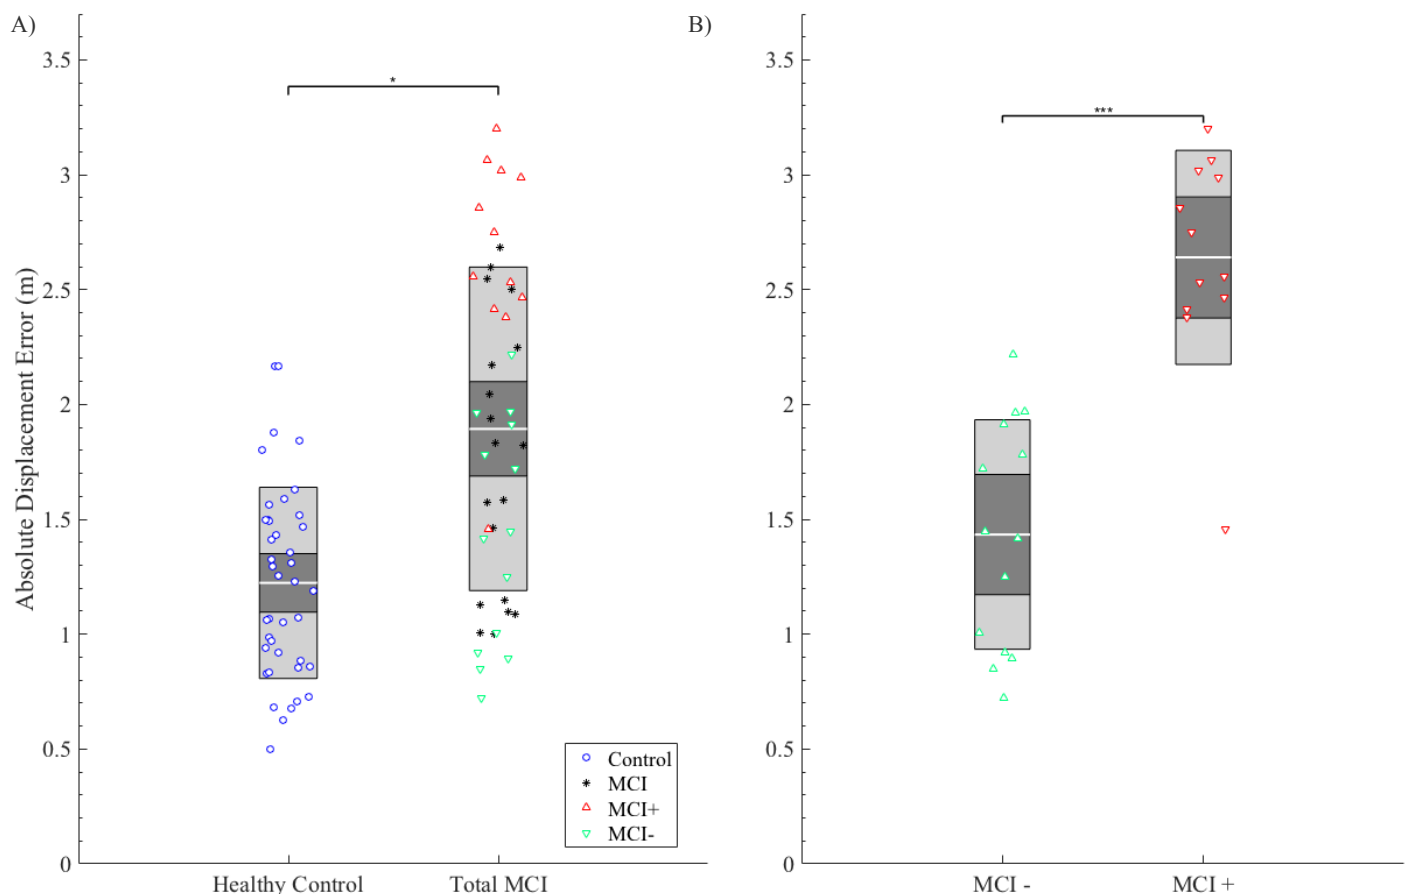 A)
B)
Absolute Displacement Error (m)
3.5
3
2.5
2
1.5
1
0.5
0
*
Control
MCI
MCI+
MCI-
Healthy Control
Total MCI
3.5
3
2.5
2
1.5
1
0.5
0
***
MCI -
MCI +